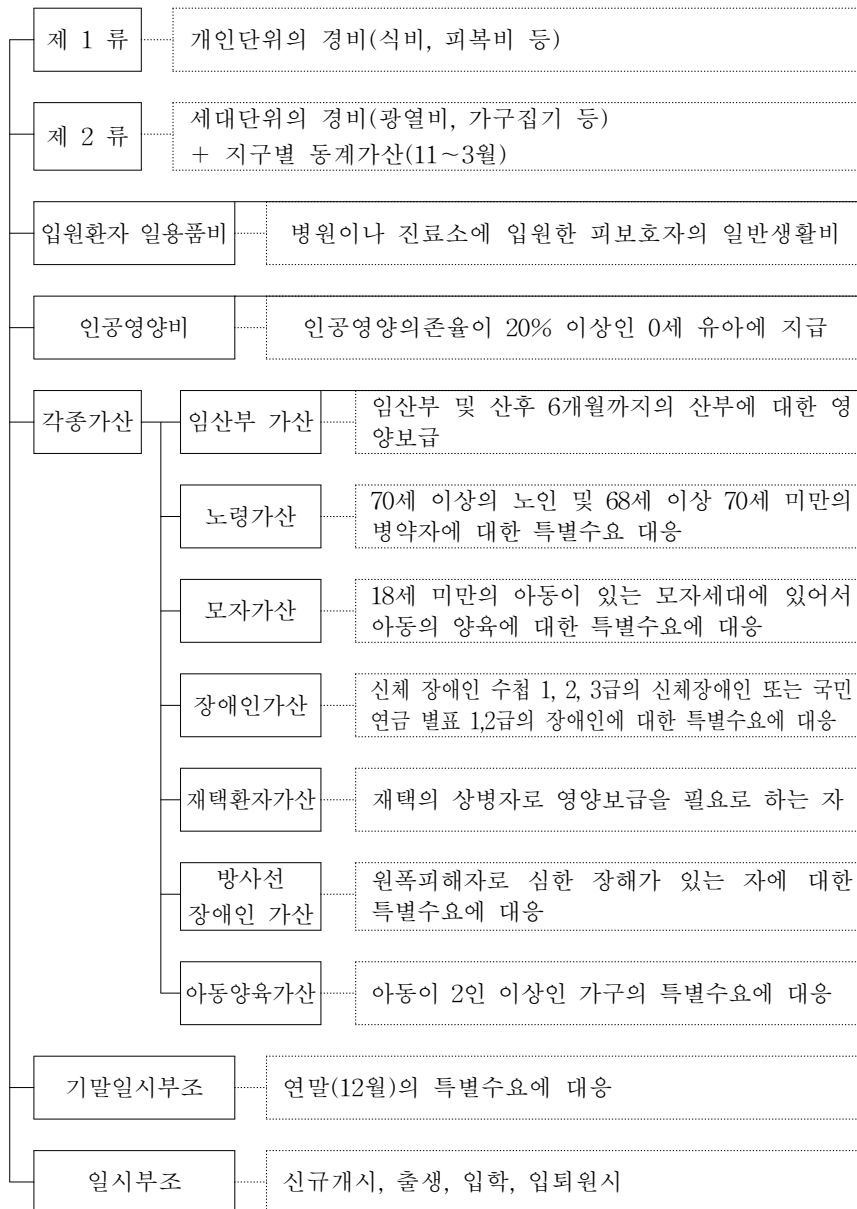 제 1 류
개인단위의 경비(식비, 피복비 등)
제 2 류
세대단위의 경비(광열비, 가구집기 등)
+ 지구별 동계가산(11~3월)
입원환자 일용품비
병원이나 진료소에 입원한 피보호자의 일반생활비
인공영양비
인공영양의존율이 20% 이상인 0세 유아에 지급
각종가산
임산부 가산
임산부 및 산후 6개월까지의 산부에 대한 영
양보급
노령가산
70세 이상의 노인 및 68세 이상 70세 미만의
병약자에 대한 특별수요 대응
모자가산
18세 미만의 아동이 있는 모자세대에 있어서
아동의 양육에 대한 특별수요에 대응
장애인가산
신체 장애인 수첩 1, 2, 3급의 신체장애인 또는 국민
연금 별표 1,2급의 장애인에 대한 특별수요에 대응
재택환자가산
재택의 상병자로 영양보급을 필요로 하는 자
방사선
장애인 가산
원폭피해자로 심한 장해가 있는 자에 대한
특별수요에 대응
아동양육가산
아동이 2인 이상인 가구의 특별수요에 대응
기말일시부조
연말(12월)의 특별수요에 대응
일시부조
신규개시, 출생, 입학, 입퇴원시